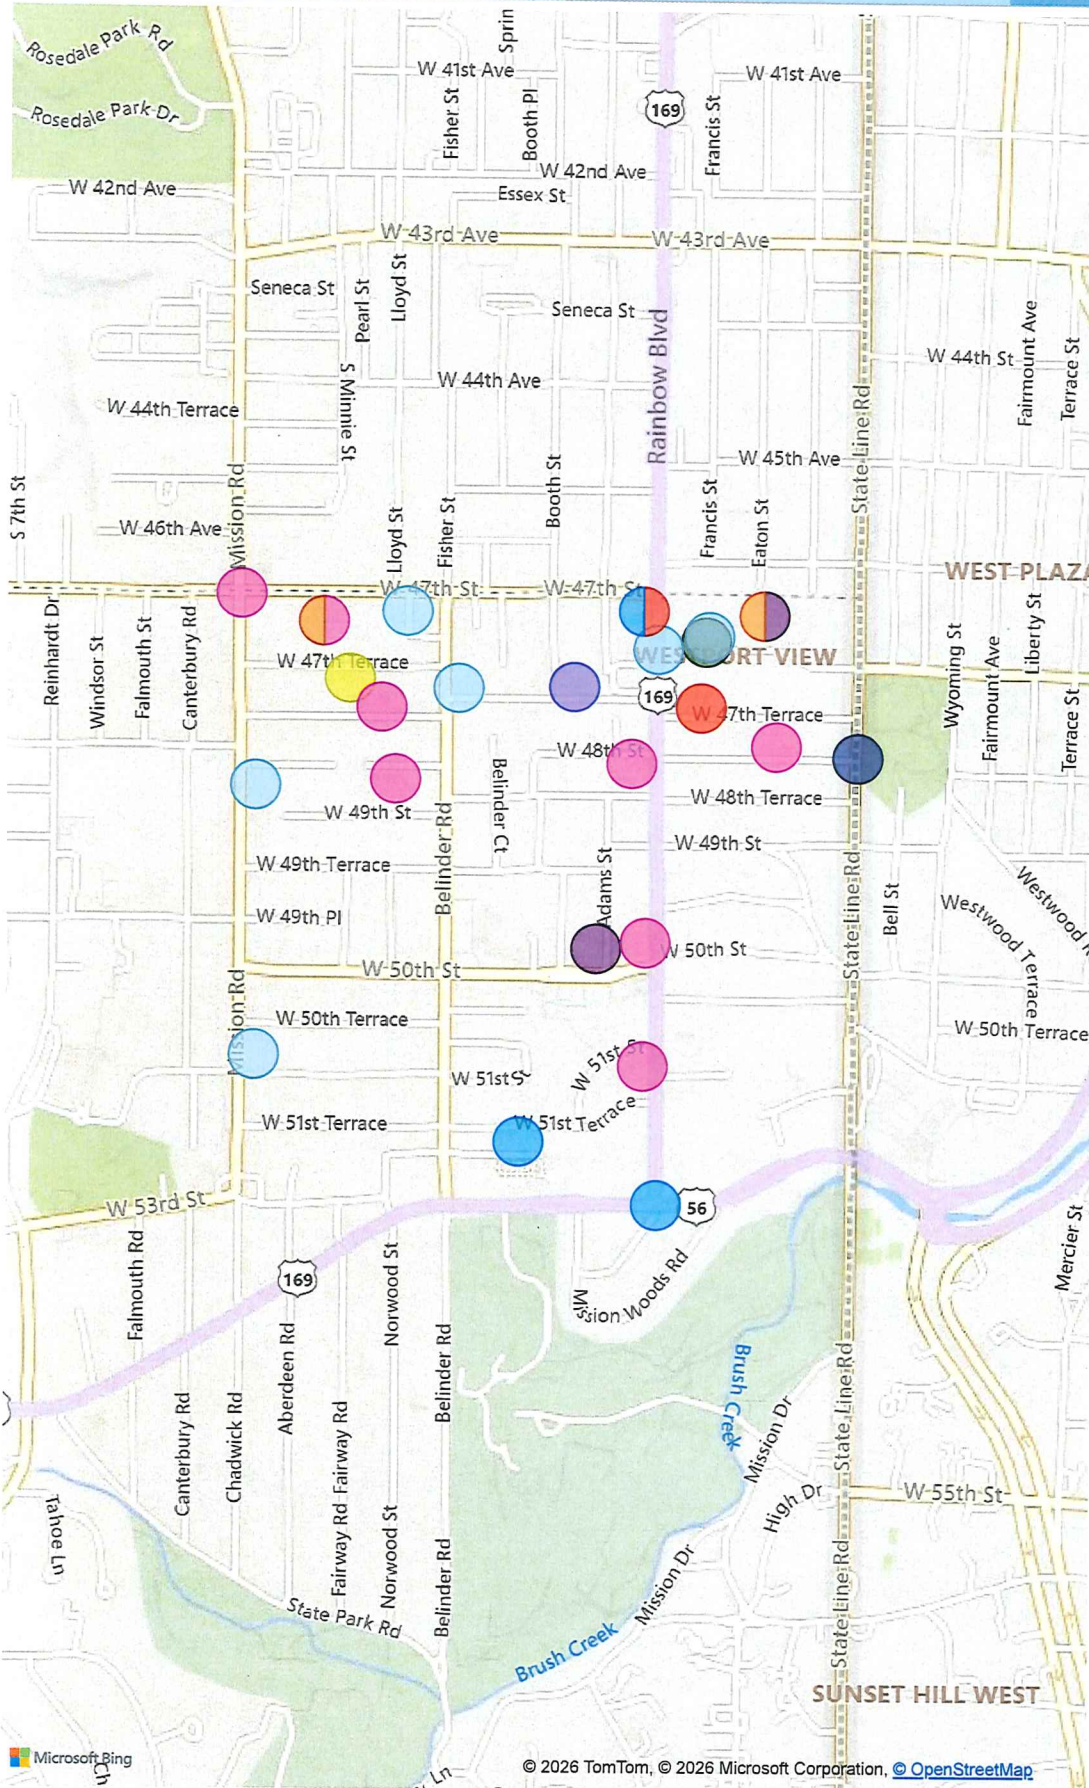 Rosedale Park Rd
Sprin
W 41st Ave
W 41st Ave
Rosedale Park Dr
Fisher St
Booth Pl
169
Francis St
W 42nd Ave
W 42nd Ave
Essex St
W 43rd Ave
W 43rd Ave
Seneca St
Pearl St
Lloyd St
Seneca St
Rainbow Blvd
Fairmount Ave
Terrace St
W 44th St
S Minnie St
W 44th Ave
W 44th Terrace
State Line Rd
W 45th Ave
S 7th St
Mission Rd
Booth St
Francis St
Eaton St
W 46th Ave
Lloyd St
Fisher St
W 47th St
W 47th St
WEST PLAZA
Reinhardt Dr
Windsor St
Falmouth St
Canterbury Rd
W 47th Terrace
WESTPORT VIEW
Wyoming St
Fairmount Ave
Liberty St
Terrace St
169
W 47th Terrace
W 48th St
Belinder Ct
W 48th Terrace
W 49th St
Belinder Rd
W 49th St
W 49th Terrace
Adams St
State Line Rd
Bell St
Westwood Terrace
Westwood R
W 49th Pl
W 50th St
W 50th St
Mission Rd
W 50th Terrace
W 50th Terrace
W 51st St
W 51st St
W 51st Terrace
W 51st Terrace
W 53rd St
56
Falmouth Rd
169
Norwood St
Mission Woods Rd
Mercier St
Canterbury Rd
Chadwick Rd
Aberdeen Rd
Fairway Rd
Belinder Rd
Brush Creek
Mission Dr
State Line Rd
High Dr
W 55th St
Tahoe Ln
Fairway Rd
Norwood St
Belinder Rd
Mission Dr
State Line Rd
State Park Rd
Brush Creek
SUNSET HILL WEST
Microsoft Bing
Ch
Ln
© 2026 TomTom, © 2026 Microsoft Corporation, © OpenStreetMap